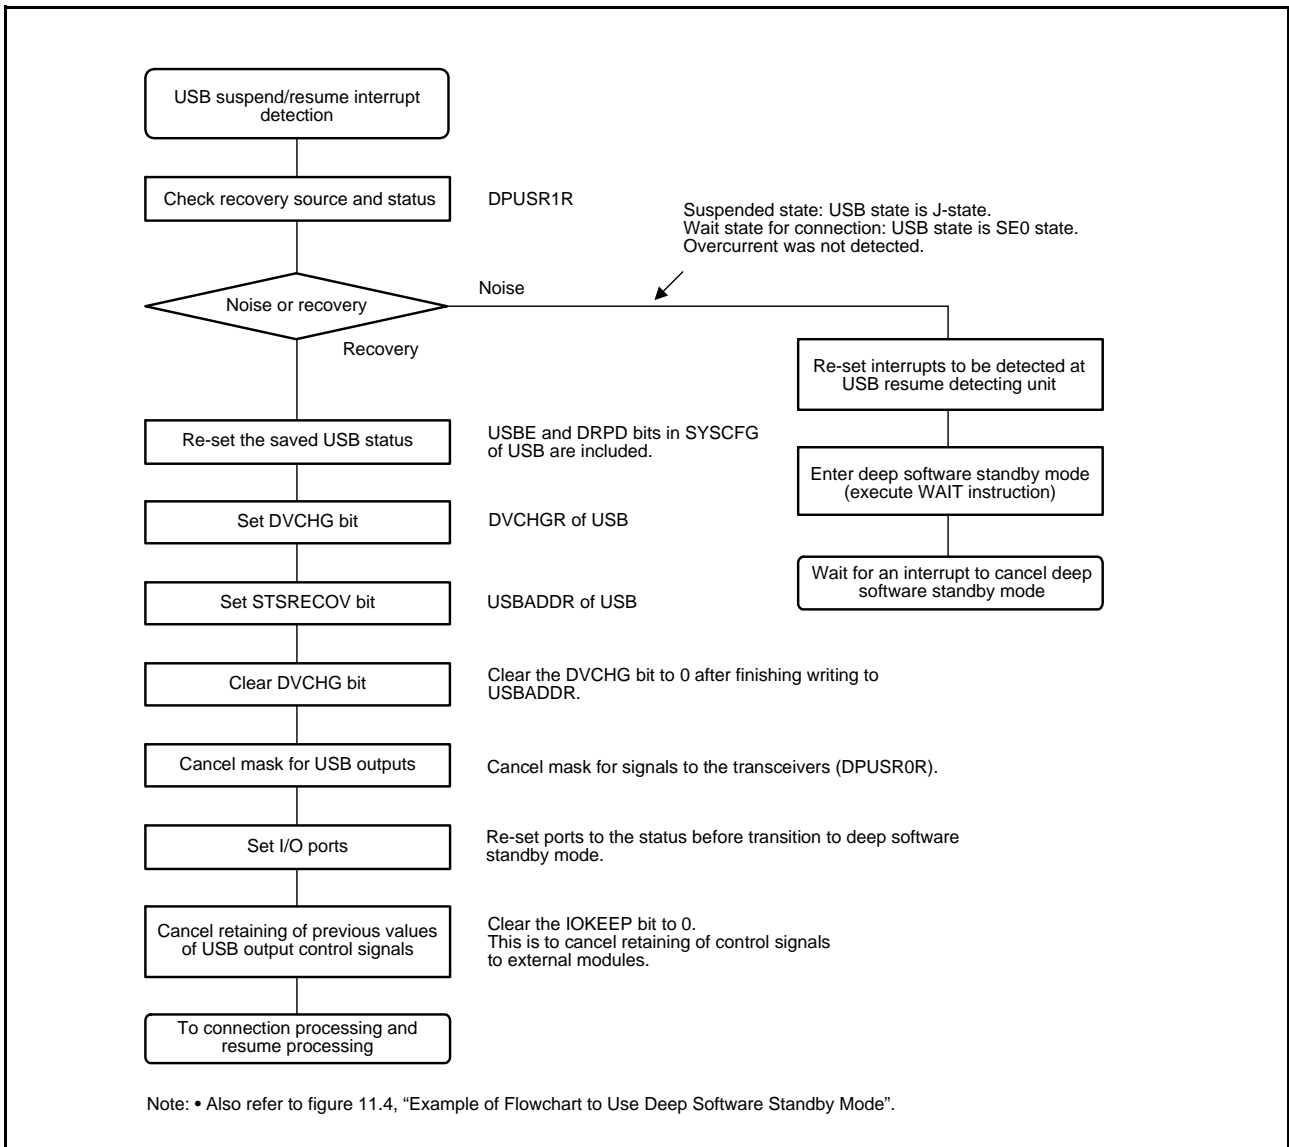 USB suspend/resume interrupt
detection
Check recovery source and status
DPUSR1R
Suspended state: USB state is J-state.
Wait state for connection: USB state is SE0 state.
Overcurrent was not detected.
Noise or recovery
Noise
Recovery
Re-set interrupts to be detected at
USB resume detecting unit
Re-set the saved USB status
USBE and DRPD bits in SYSCFG
of USB are included.
Enter deep software standby mode
(execute WAIT instruction)
Set DVCHG bit
DVCHGR of USB
Wait for an interrupt to cancel deep
software standby mode
Set STSRECOV bit
USBADDR of USB
Clear DVCHG bit
Clear the DVCHG bit to 0 after finishing writing to
USBADDR.
Cancel mask for USB outputs
Cancel mask for signals to the transceivers (DPUSR0R).
Set I/O ports
Re-set ports to the status before transition to deep software
standby mode.
Cancel retaining of previous values
of USB output control signals
Clear the IOKEEP bit to 0.
This is to cancel retaining of control signals
to external modules.
To connection processing and
resume processing
Note: • Also refer to figure 11.4, “Example of Flowchart to Use Deep Software Standby Mode”.